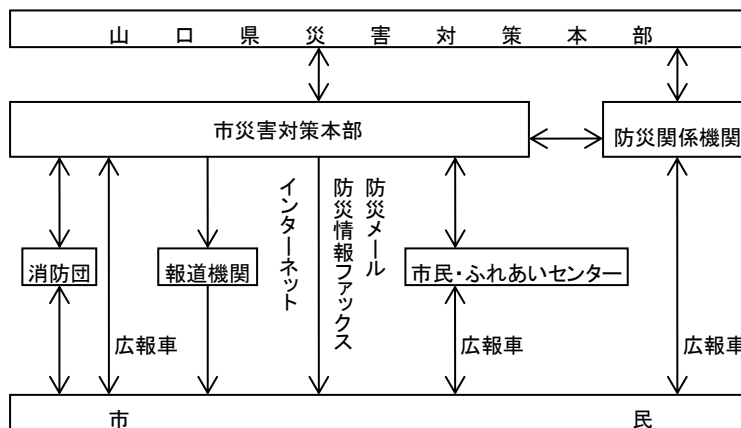 山口県災害対策本部
市災害対策本部
防災関係機関
インターネット
防災情報ファックス
防災メール
消防団
報道機関
市民・ふれあいセンター
広報車
広報車
広報車
市民